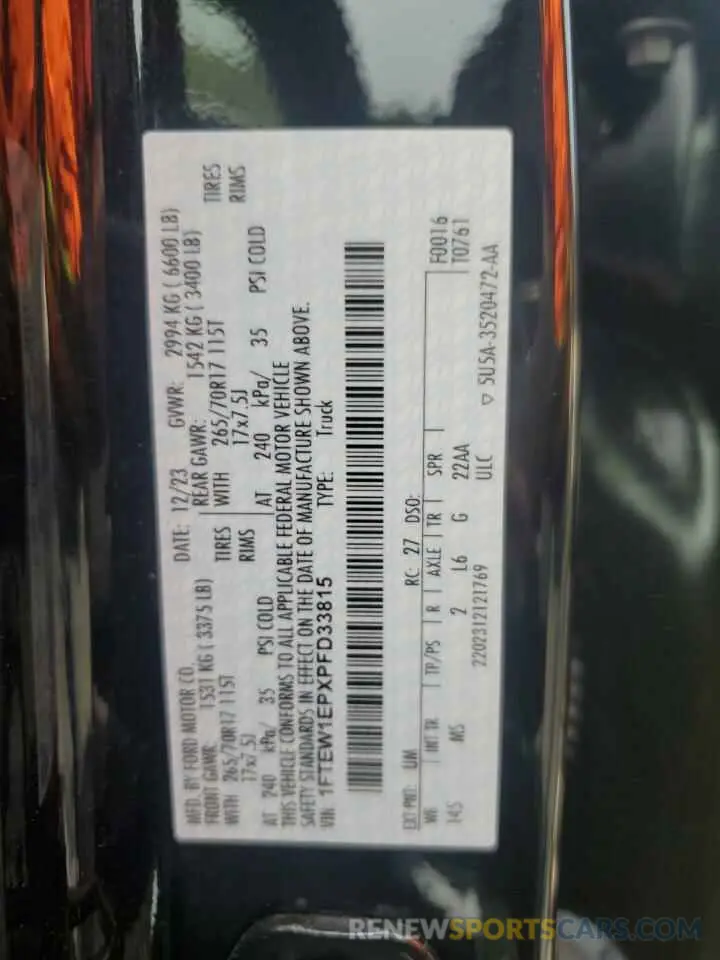 MFD. BY FORD MOTOR CO. DATE: 12/23 GVWR: 2994 KG ( 6600 LB)
FRONT GAWR: 1531 KG ( 3375 LB) REAR GAWR: 1542 KG ( 3400 LB)
WITH 265/70R17 115T TIRES WITH 265/70R17 115T TIRES
17x7.5J RIMS 17x7.5J RIMS
AT 240 kPa/ 35 PSI COLD AT 240 kPa/ 35 PSI COLD
THIS VEHICLE CONFORMS TO ALL APPLICABLE FEDERAL MOTOR VEHICLE
SAFETY STANDARDS IN EFFECT ON THE DATE OF MANUFACTURE SHOWN ABOVE.
VIN: 1FTEW1EPXPFD33815 TYPE: Truck
EXT PNT: UM RC: 27 DSO: F0016
WB INT TR TP/PS R AXLE TR SPR T0761
145 MS 2 L6 G 22AA
2202312121769 ULC ▽ 5U5A-3520472-AA
RENEWSPORTSCARS.COM